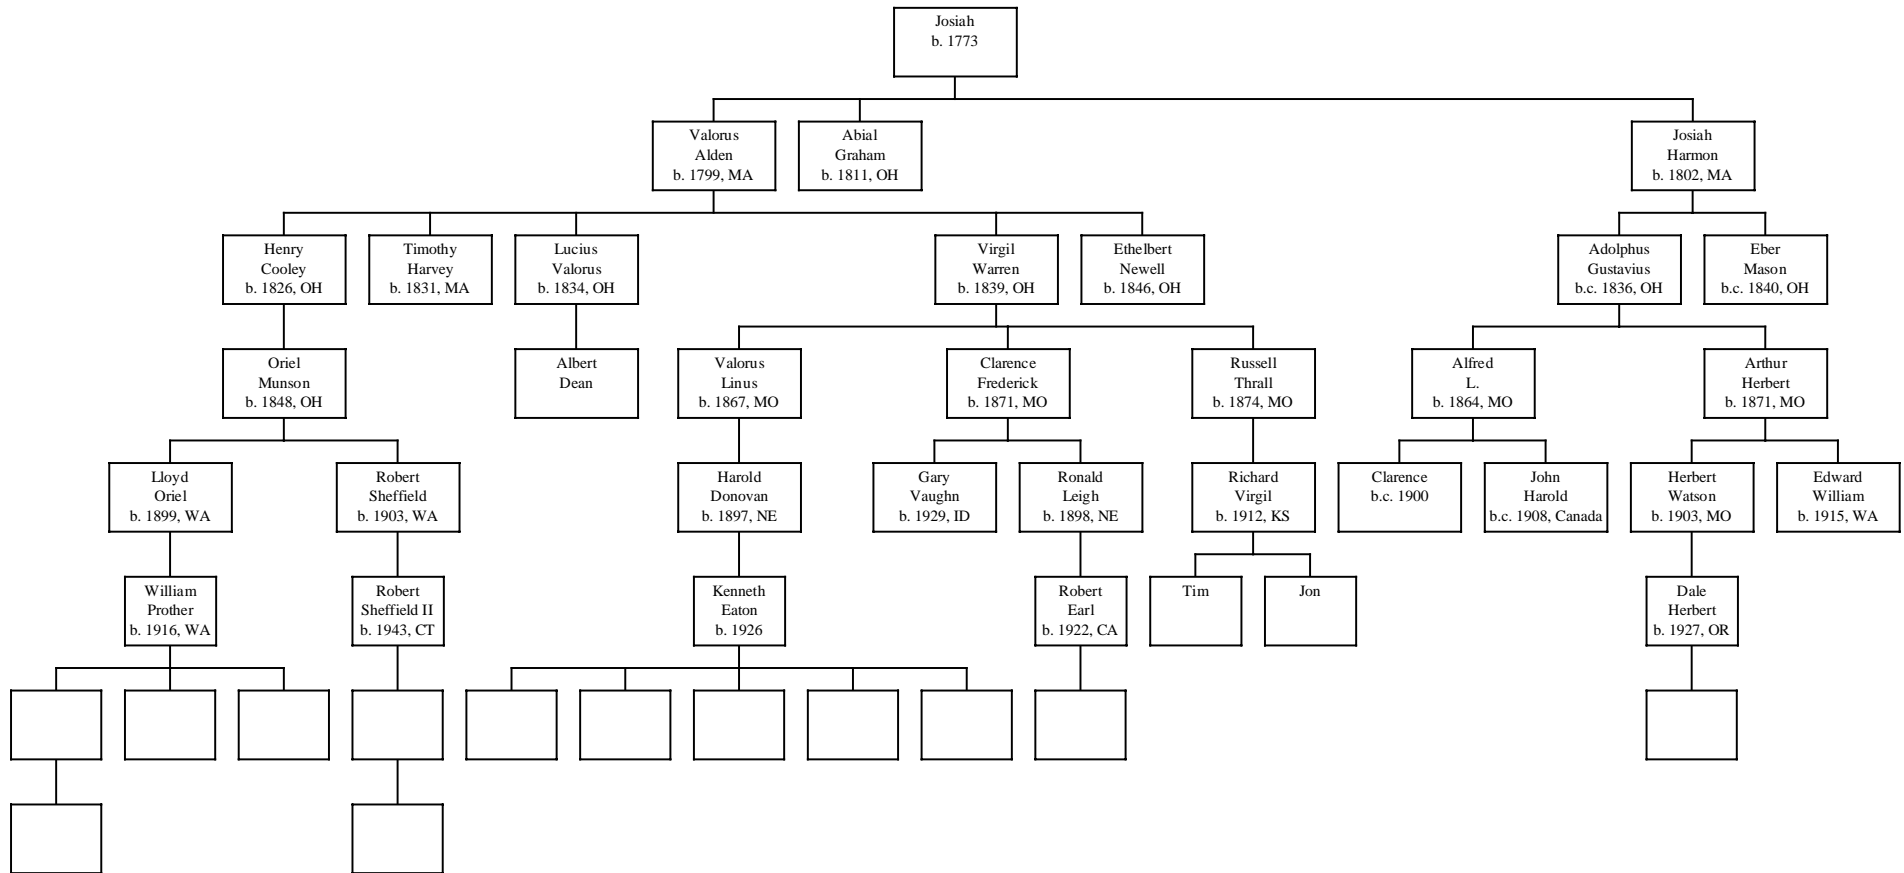 Josiah
b. 1773
Valorus
Alden
b. 1799, MA
Abial
Graham
b. 1811, OH
Josiah
Harmon
b. 1802, MA
Henry
Cooley
b. 1826, OH
Timothy
Harvey
b. 1831, MA
Lucius
Valorus
b. 1834, OH
Virgil
Warren
b. 1839, OH
Ethelbert
Newell
b. 1846, OH
Adolphus
Gustavius
b.c. 1836, OH
Eber
Mason
b.c. 1840, OH
Oriel
Munson
b. 1848, OH
Albert
Dean
Valorus
Linus
b. 1867, MO
Clarence
Frederick
b. 1871, MO
Russell
Thrall
b. 1874, MO
Alfred
L.
b. 1864, MO
Arthur
Herbert
b. 1871, MO
Lloyd
Oriel
b. 1899, WA
Robert
Sheffield
b. 1903, WA
Harold
Donovan
b. 1897, NE
Gary
Vaughn
b. 1929, ID
Ronald
Leigh
b. 1898, NE
Richard
Virgil
b. 1912, KS
Clarence
b.c. 1900
John
Harold
b.c. 1908, Canada
Herbert
Watson
b. 1903, MO
Edward
William
b. 1915, WA
William
Prother
b. 1916, WA
Robert
Sheffield II
b. 1943, CT
Kenneth
Eaton
b. 1926
Robert
Earl
b. 1922, CA
Tim
Jon
Dale
Herbert
b. 1927, OR